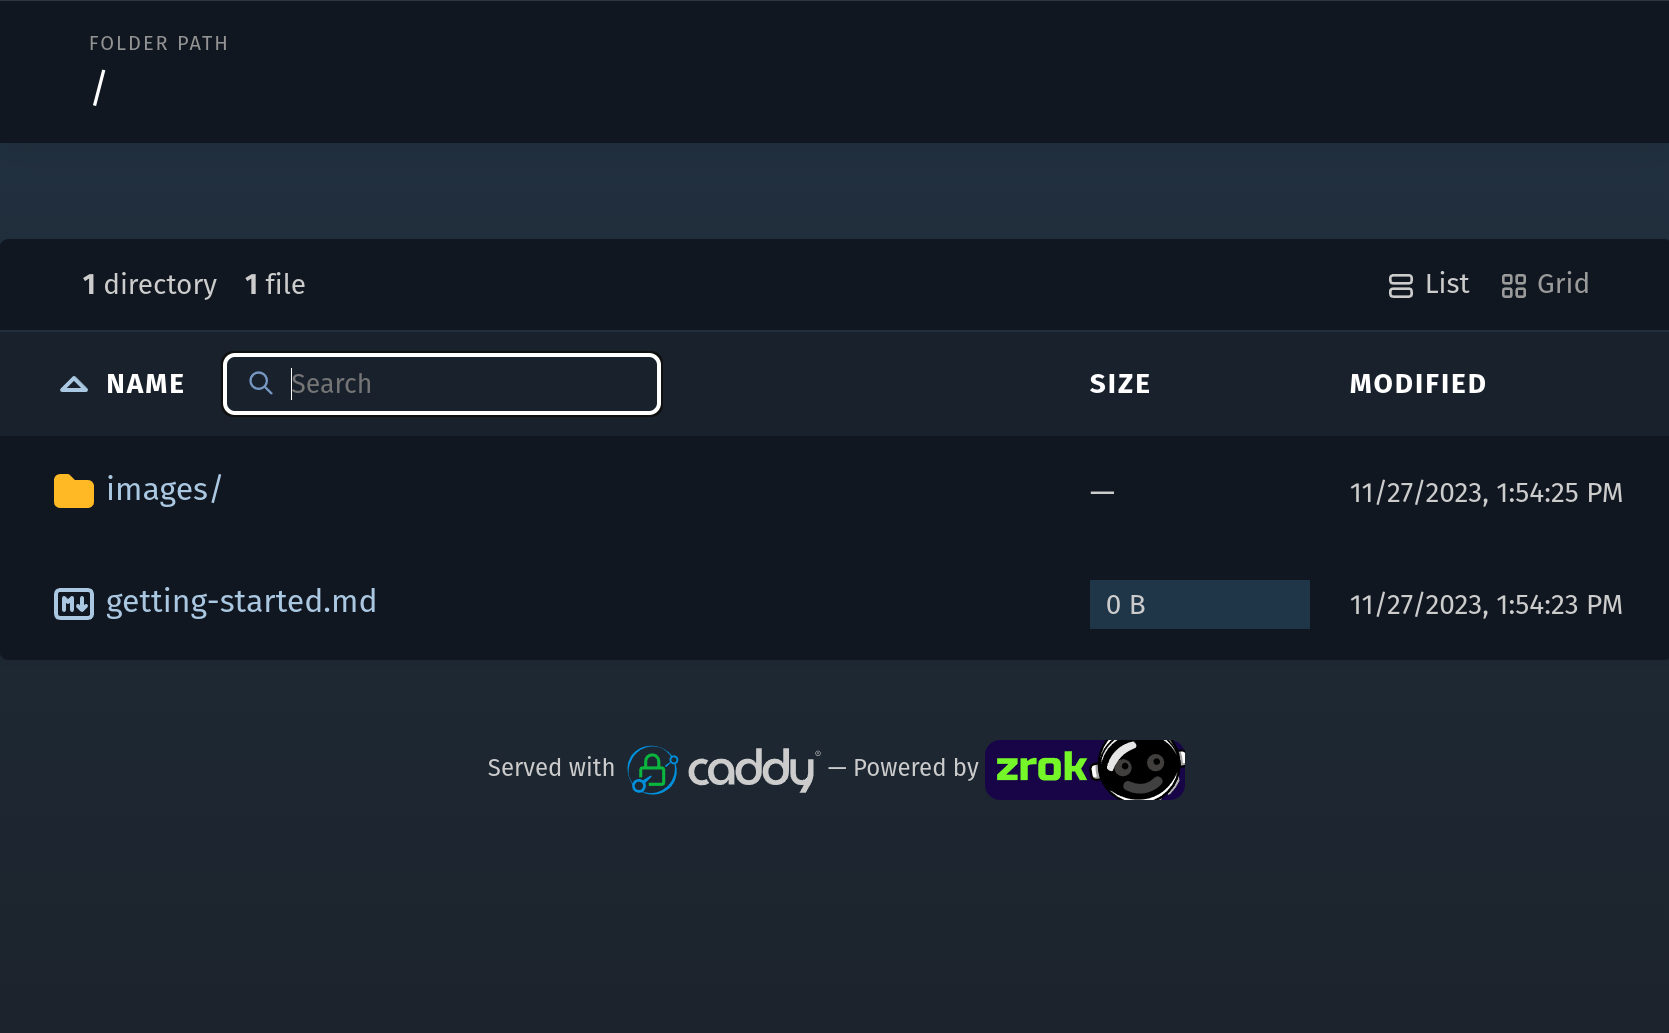 FOLDER PATH
/
1 directory 1 file List Grid
NAME Search SIZE MODIFIED
images/ — 11/27/2023, 1:54:25 PM
getting-started.md 0 B 11/27/2023, 1:54:23 PM
Served with caddy® — Powered by zrok